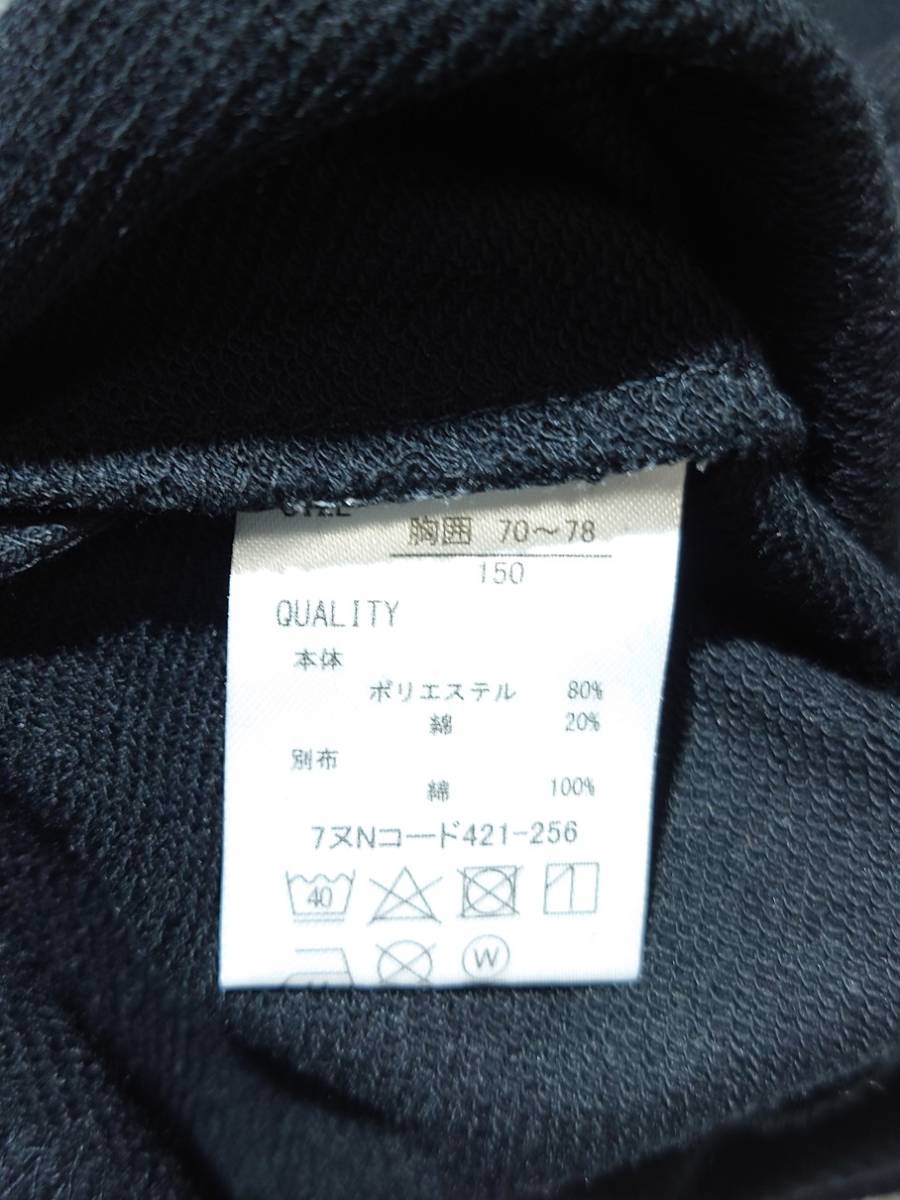 胸囲 70～78
150
QUALITY
本体
ポリエステル 80%
綿 20%
別布
綿 100%
7ヌNコード421-256
40
W